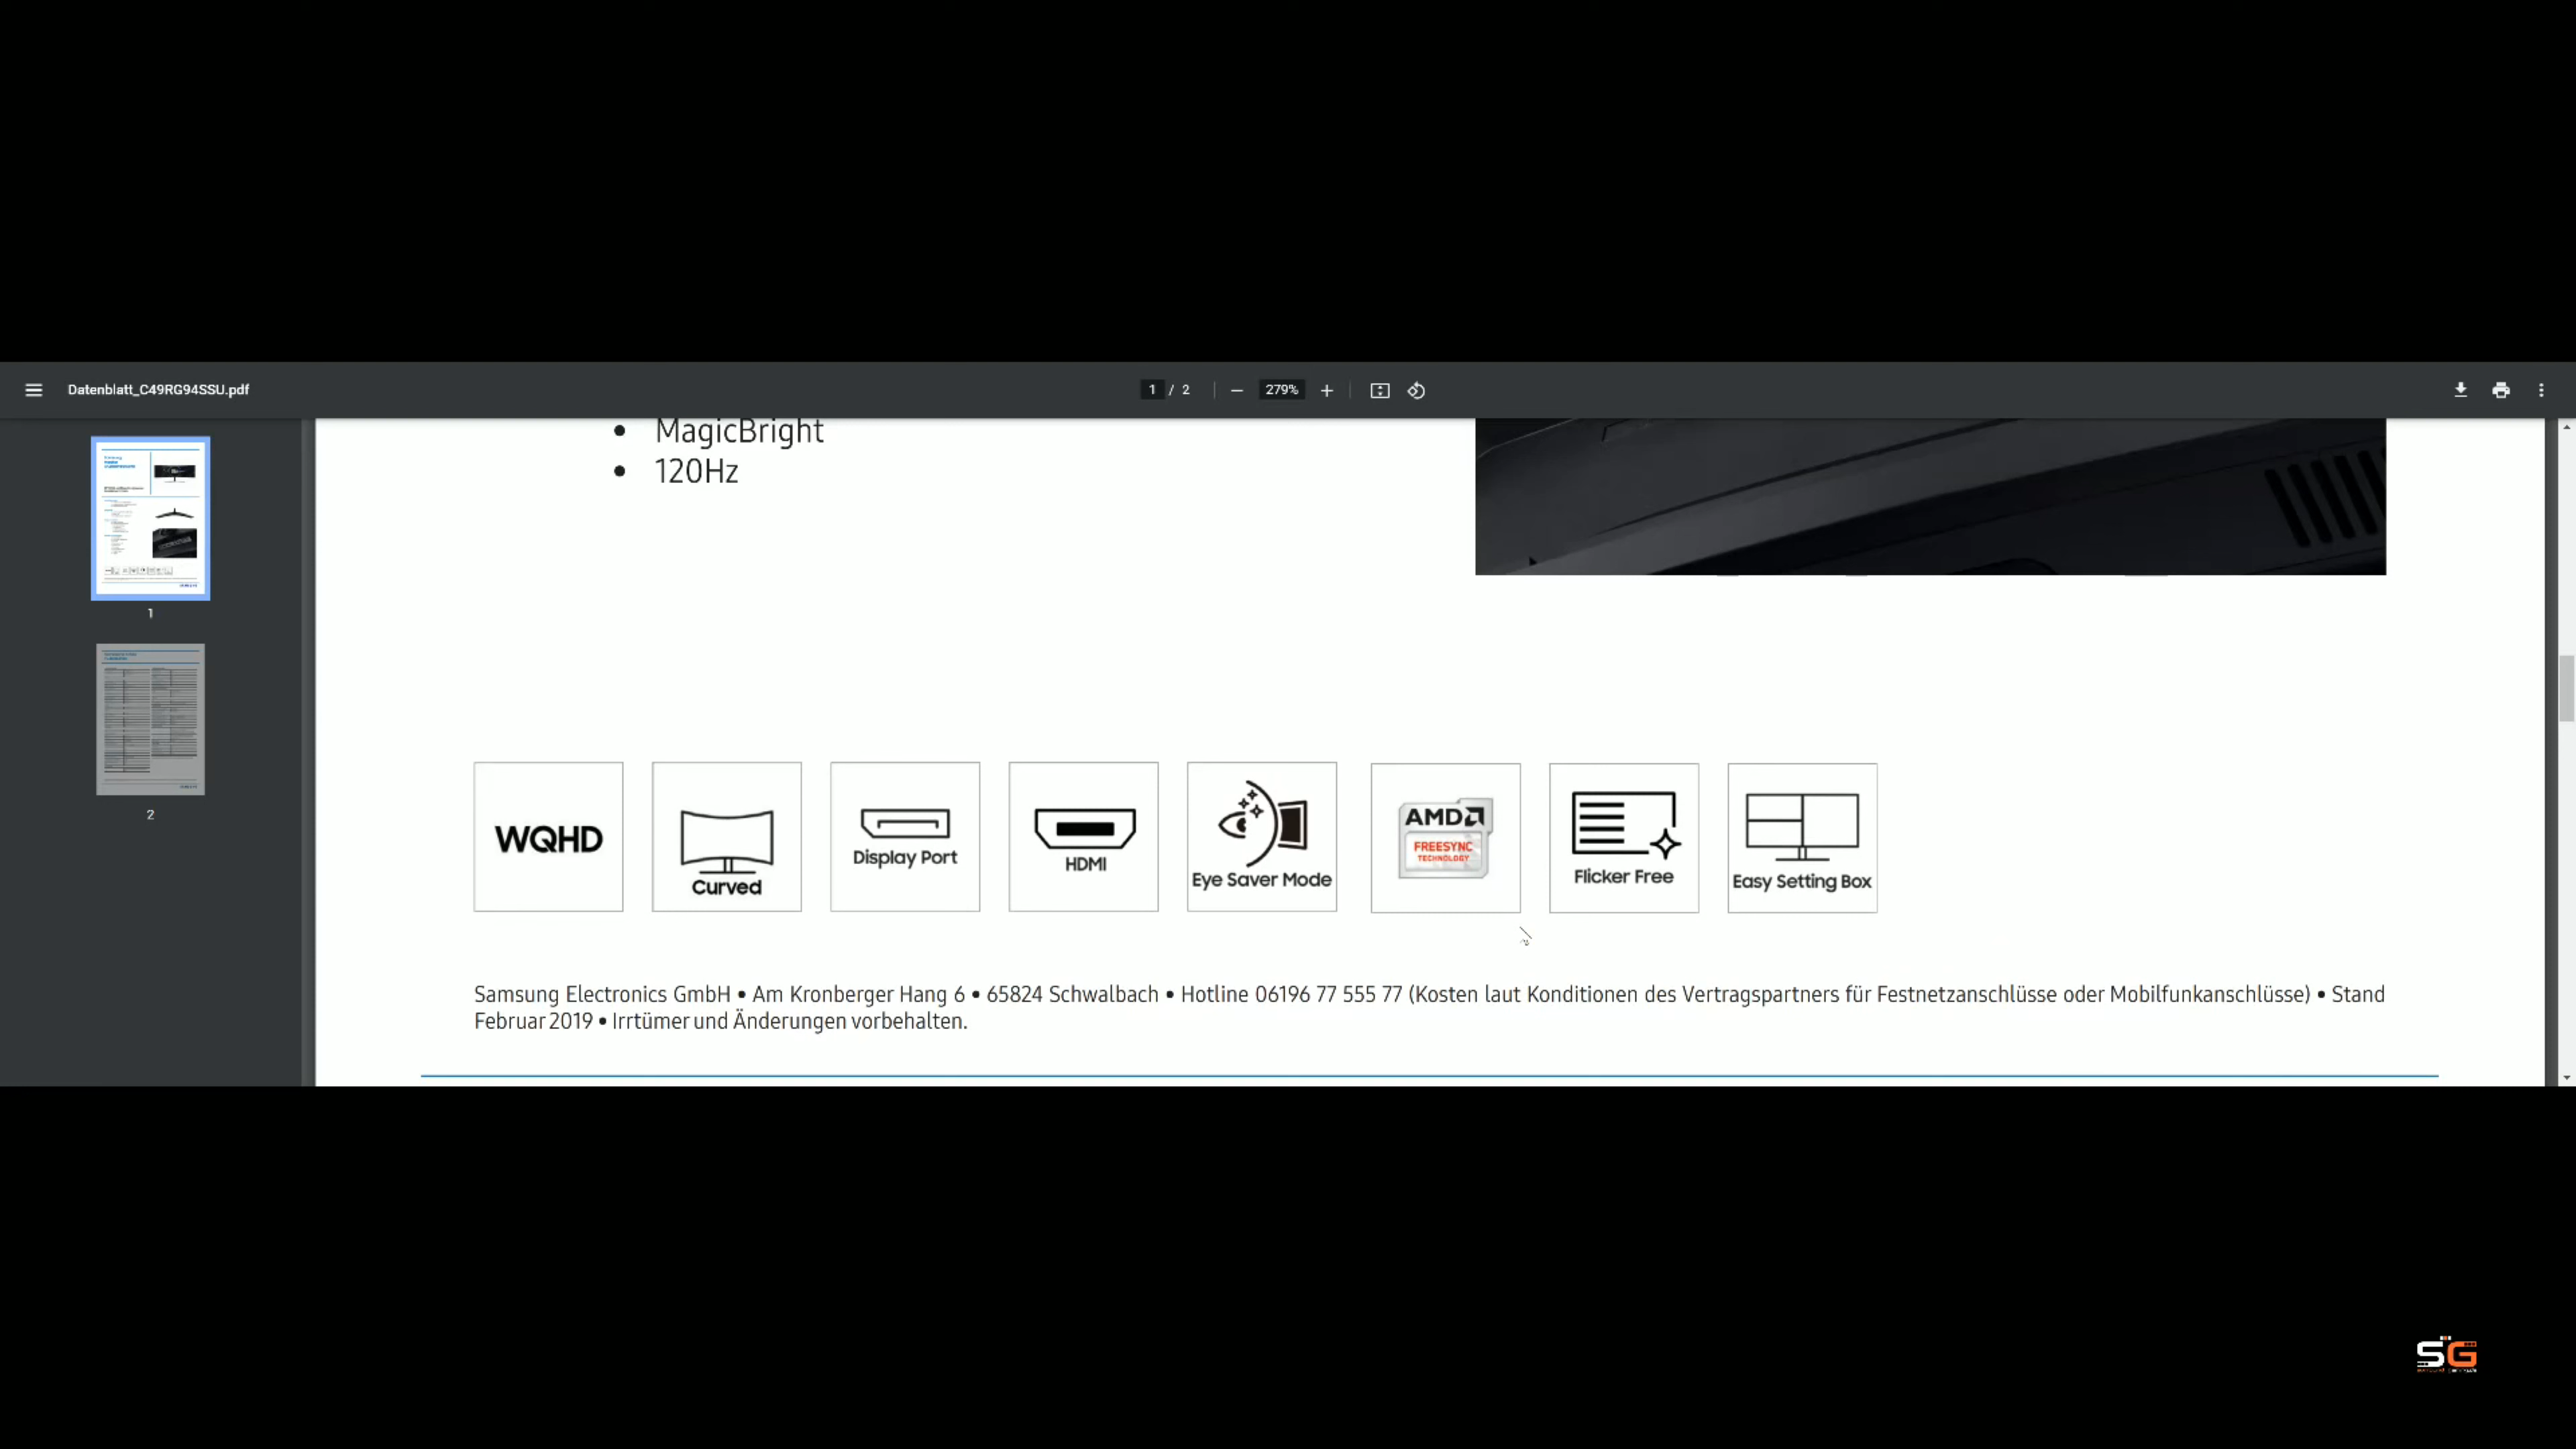 Datenblatt_C49RG94SSU.pdf
1 / 2
279%
MagicBright
120Hz
1
2
WQHD
Curved
Display Port
HDMI
Eye Saver Mode
AMD
FREESYNC
TECHNOLOGY
Flicker Free
Easy Setting Box
Samsung Electronics GmbH • Am Kronberger Hang 6 • 65824 Schwalbach • Hotline 06196 77 555 77 (Kosten laut Konditionen des Vertragspartners für Festnetzanschlüsse oder Mobilfunkanschlüsse) • Stand
Februar 2019 • Irrtümer und Änderungen vorbehalten.
SG